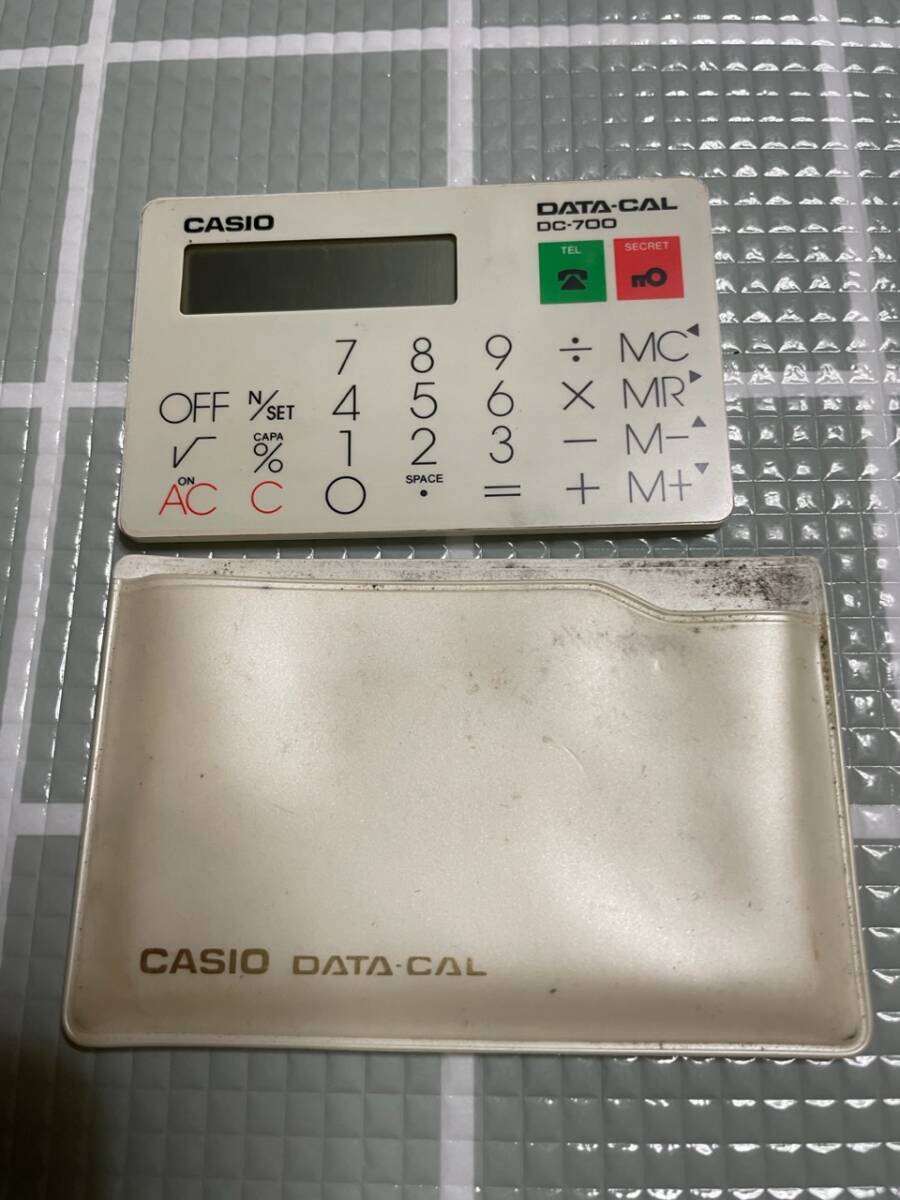 CASIO
DATA-CAL
DC-700
TEL
SECRET
7 8 9 ÷ MC
OFF N/SET 4 5 6 × MR
√ CAPA % 1 2 3 − M−
ON AC C 0 SPACE · = + M+
CASIO DATA-CAL